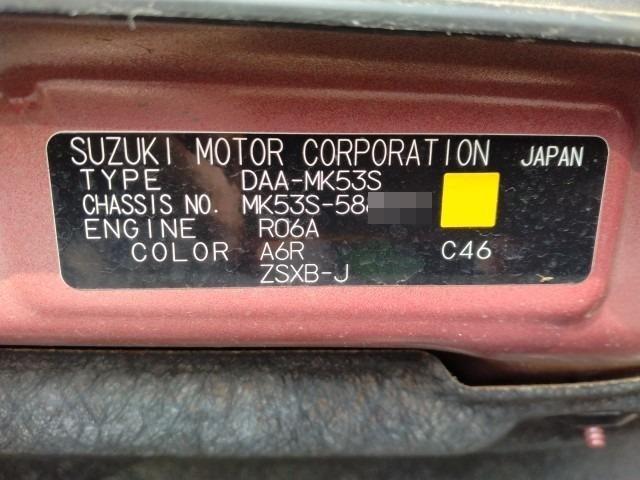 SUZUKI MOTOR CORPORATION JAPAN
TYPE DAA-MK53S
CHASSIS NO. MK53S-58
ENGINE R06A
COLOR A6R C46
ZSXB-J